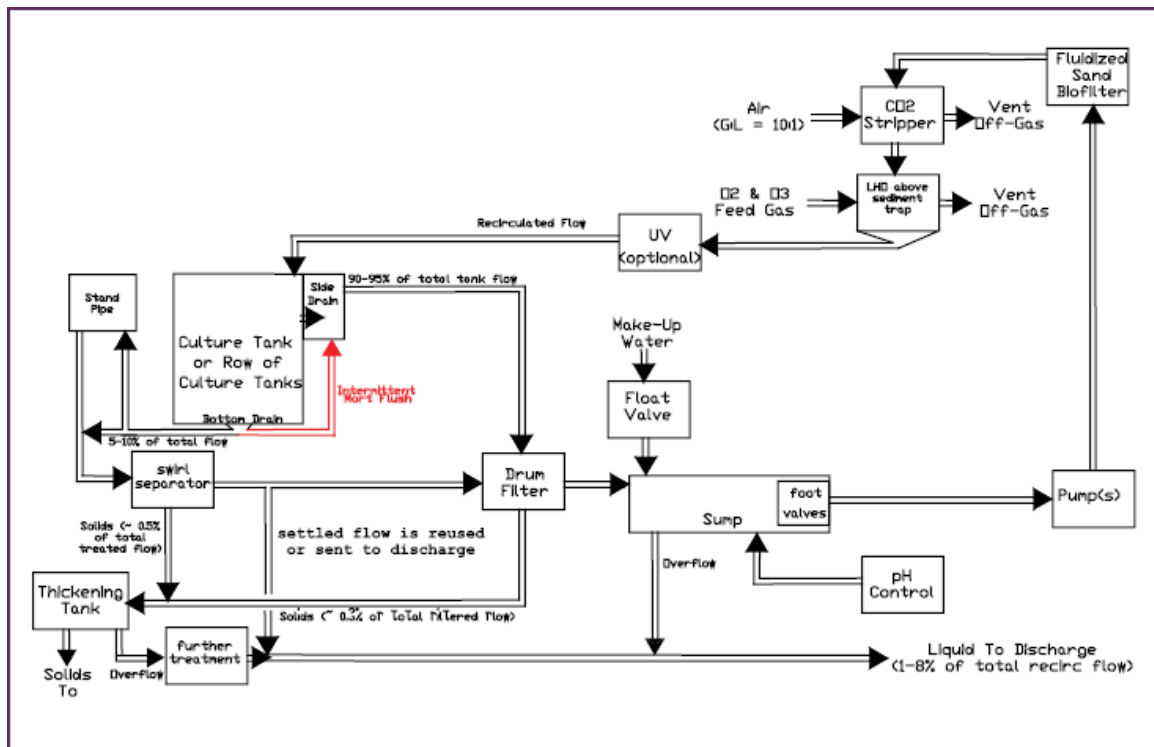 Fluidized
Sand
Biofilter
Air
(G:L = 10:1)
CO2
Stripper
Vent
Off-Gas
O2 & O3
Feed Gas
LHO above
sediment
trap
Vent
Off-Gas
Recirculated Flow
UV
(optional)
90-95% of total tank flow
Side
Drain
Stand
Pipe
Culture Tank
or Row of
Culture Tanks
Make-Up
Water
Intermittent
Mort Flush
Float
Valve
Bottom Drain
5-10% of total flow
swirl
separator
Drum
Filter
foot
valves
Sump
Pump(s)
Solids (~ 0.5%
of total
treated flow)
settled flow is reused
or sent to discharge
Overflow
pH
Control
Thickening
Tank
Solids (~ 0.3% of total filtered flow)
further
treatment
Overflow
Solids
To
Liquid To Discharge
(1-8% of total recirc flow)